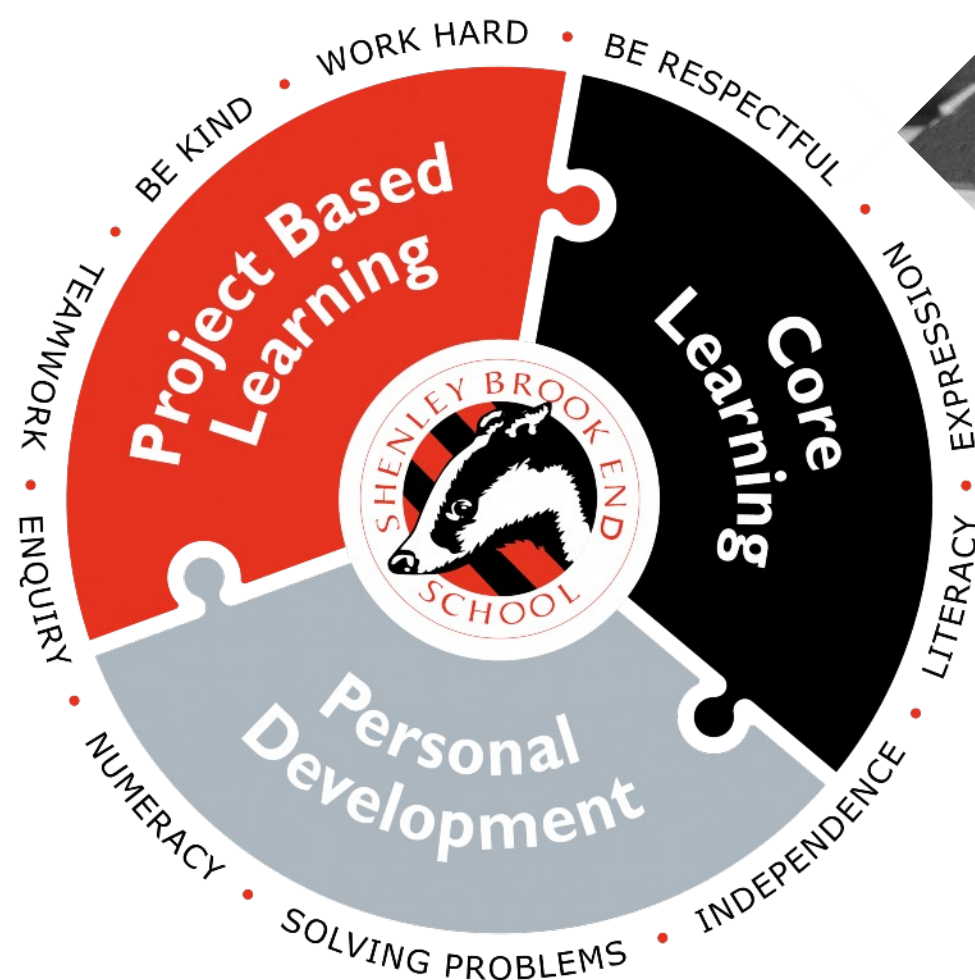 WORK HARD • BE RESPECTFUL • EXPRESSION • LITERACY • INDEPENDENCE • SOLVING PROBLEMS • NUMERACY • ENQUIRY • TEAMWORK • BE KIND •
Project Based
Learning
Core
Learning
Personal
Development
SHENLEY BROOK END
SCHOOL